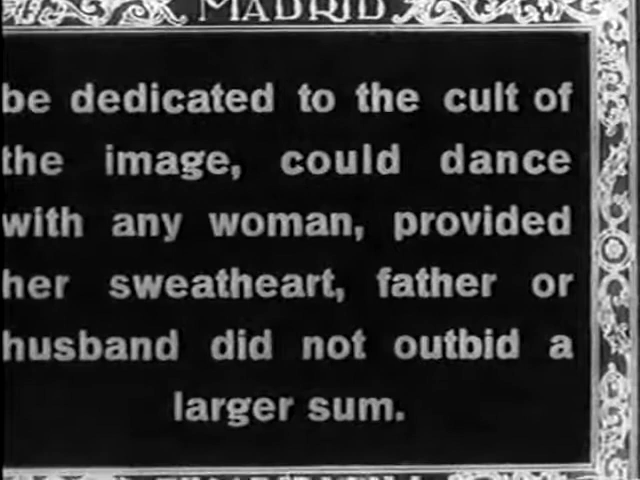 MADRID
be dedicated to the cult of
the image, could dance
with any woman, provided
her sweatheart, father or
husband did not outbid a
larger sum.